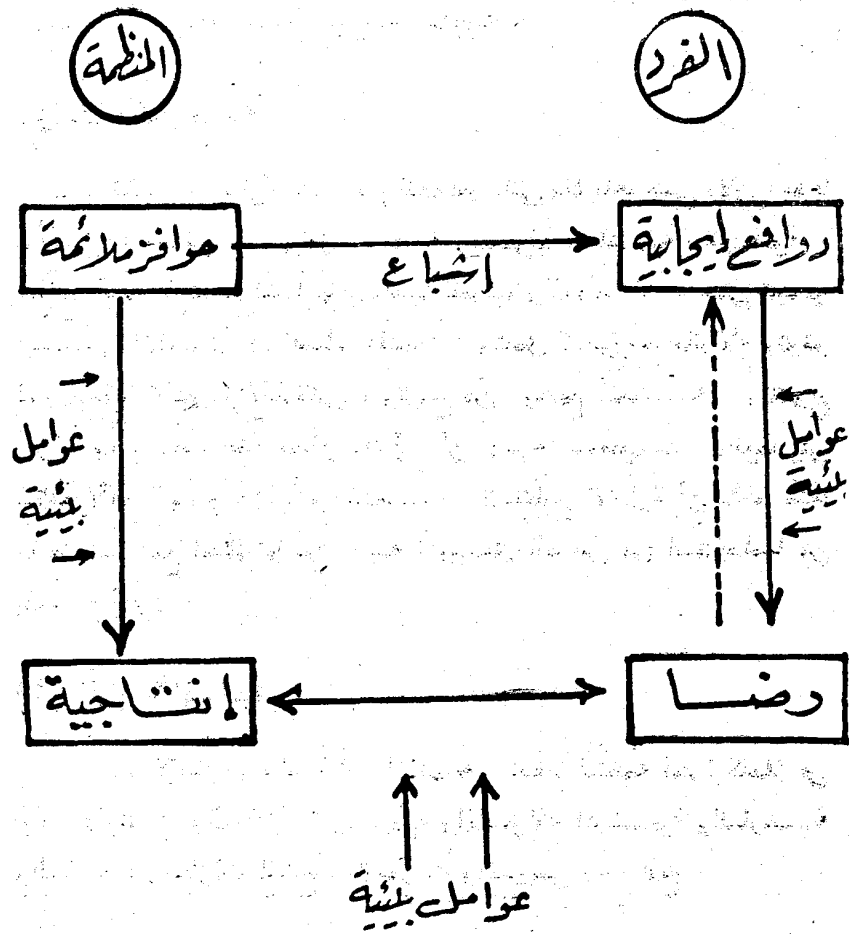 الفرد
المنظمة
دوافع إيجابية
حوافز ملائمة
إشباع
عوامل
بيئية
عوامل
بيئية
رضا
إنتاجية
عوامل بيئية